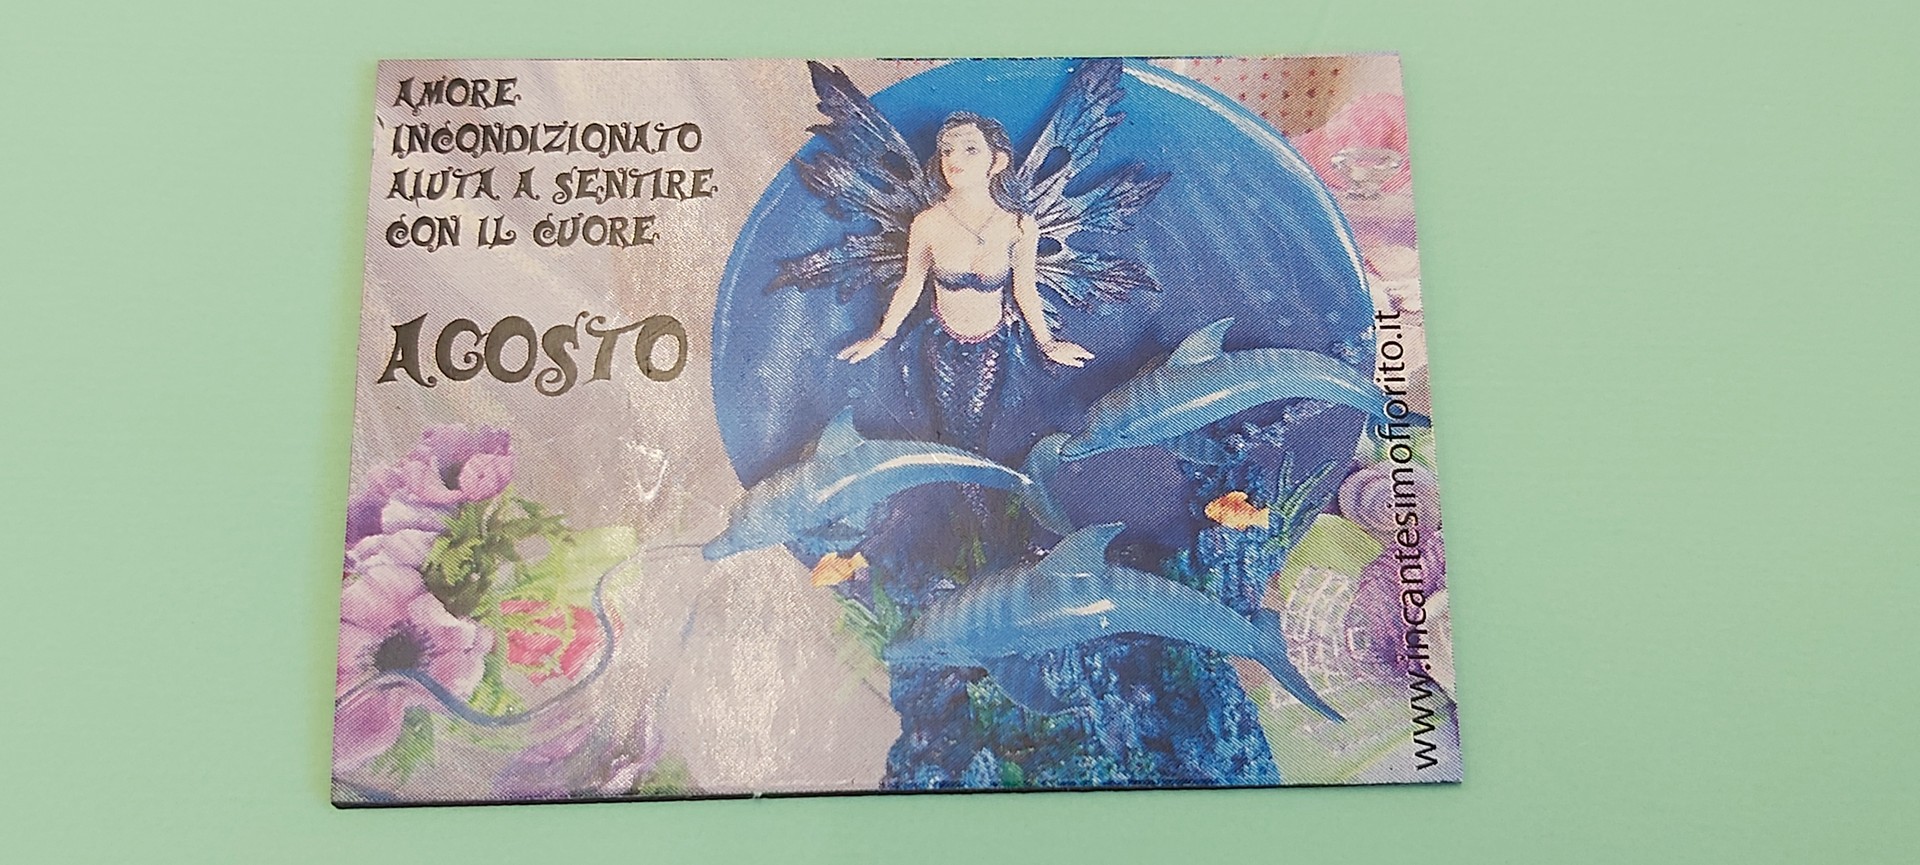 AMORE
INCONDIZIONATO
AIUTA A SENTIRE
CON IL CUORE
AGOSTO
www.incantesimofiorito.it